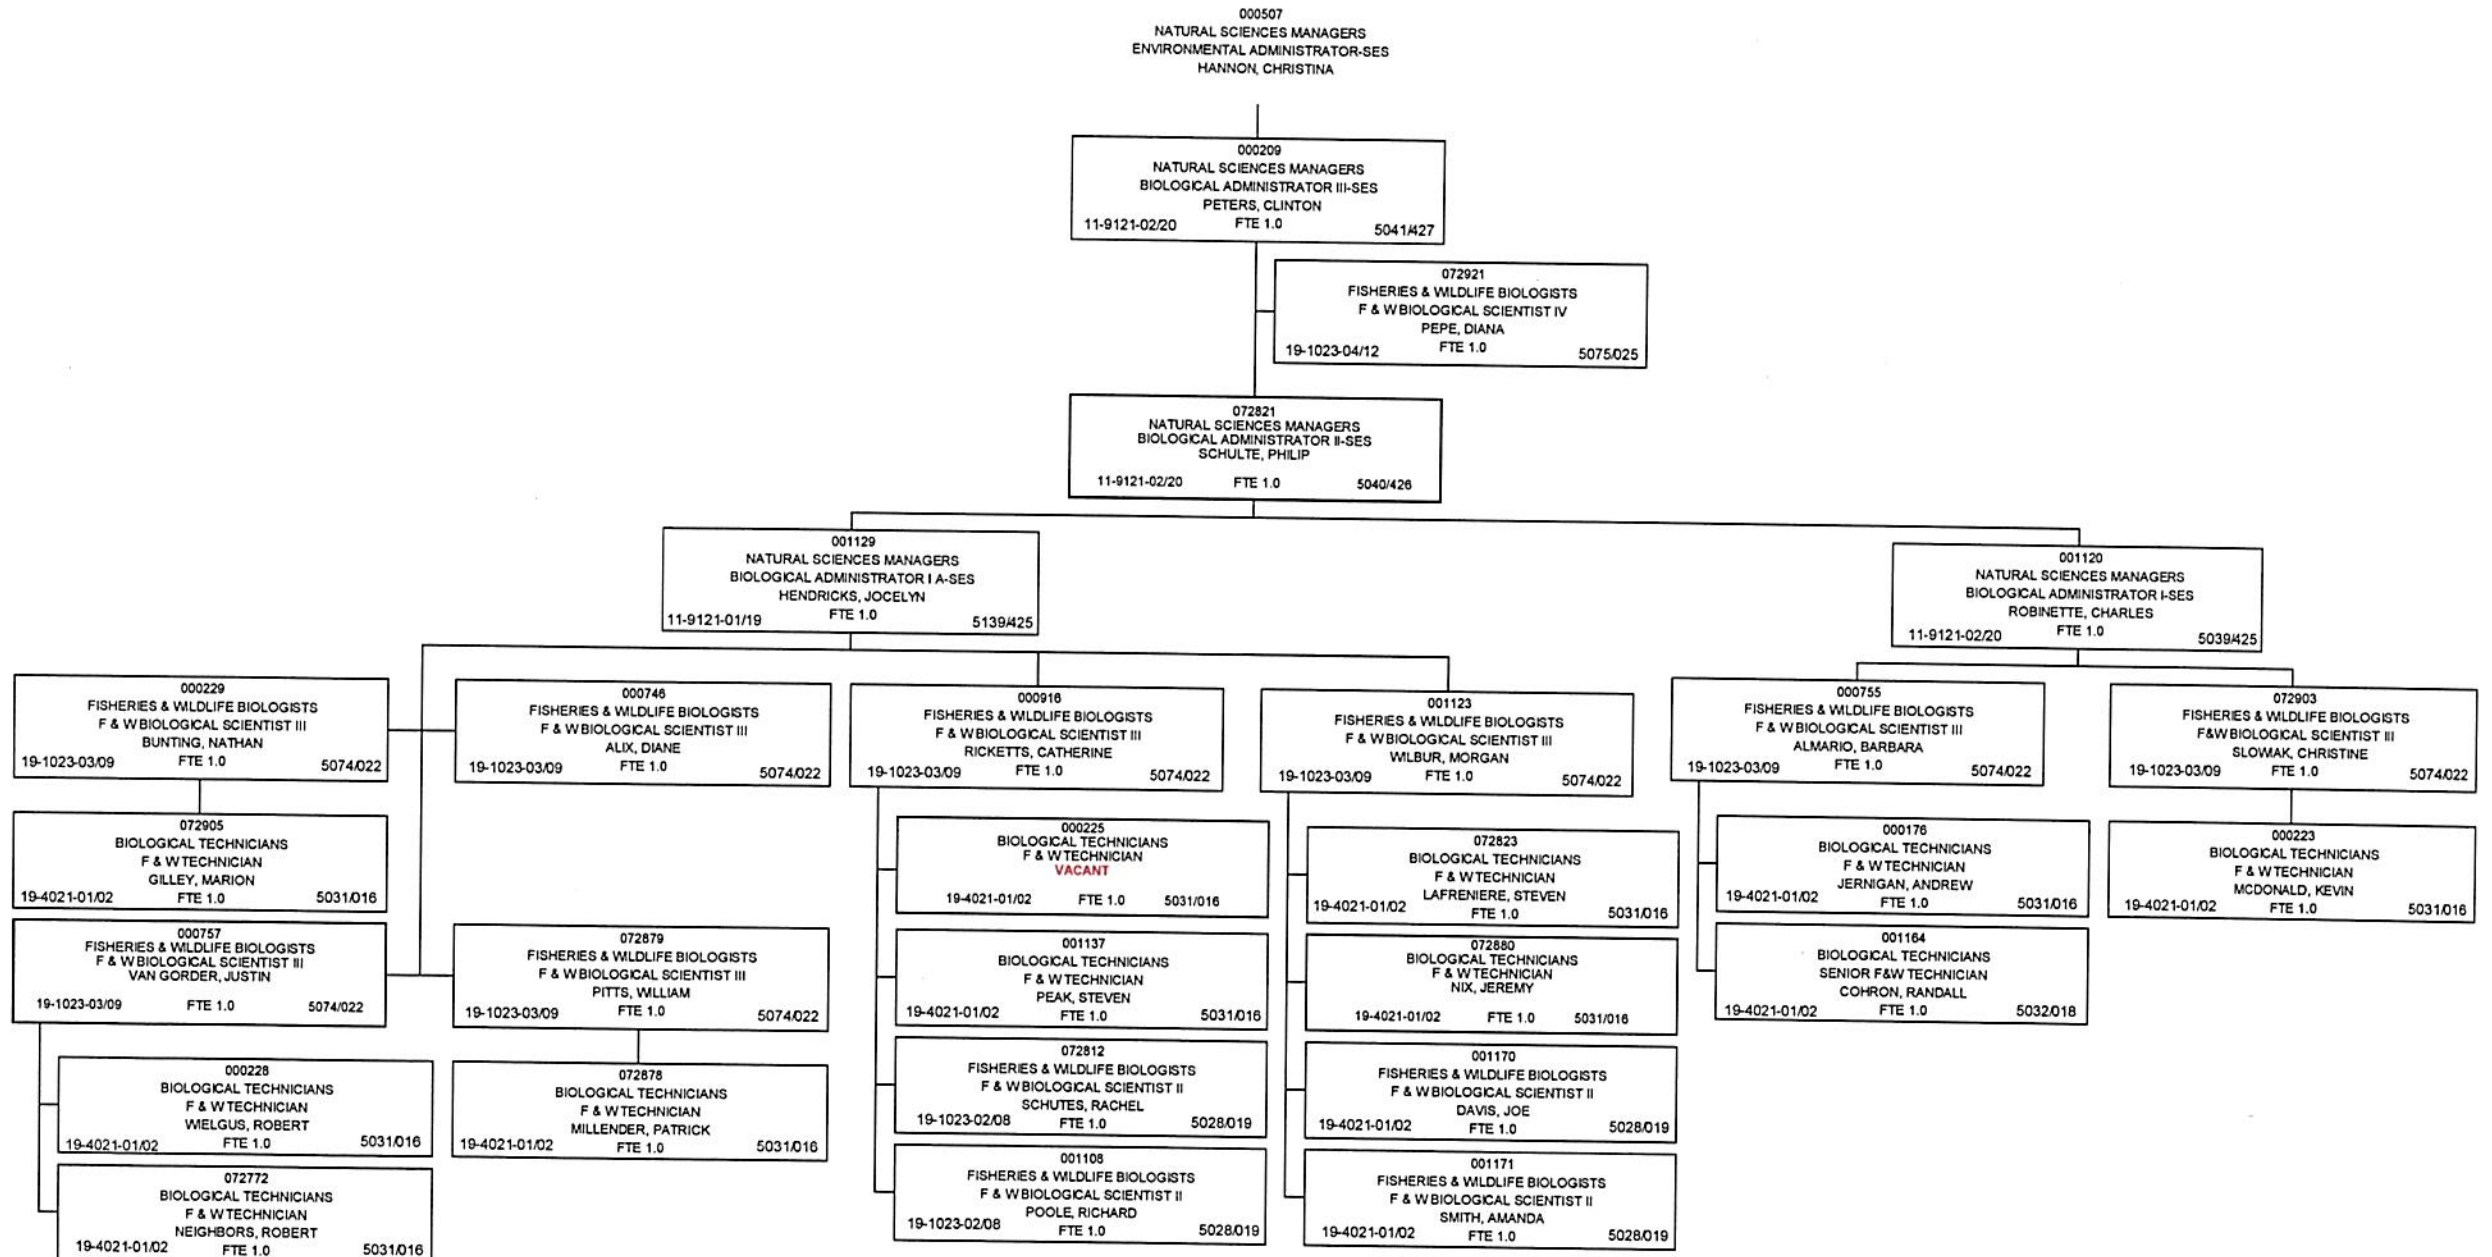 000507
NATURAL SCIENCES MANAGERS
ENVIRONMENTAL ADMINISTRATOR-SES
HANNON, CHRISTINA
000209
NATURAL SCIENCES MANAGERS
BIOLOGICAL ADMINISTRATOR III-SES
PETERS, CLINTON
11-9121-02/20 FTE 1.0 5041/427
072921
FISHERIES & WILDLIFE BIOLOGISTS
F & W BIOLOGICAL SCIENTIST IV
PEPE, DIANA
19-1023-04/12 FTE 1.0 5075/025
072821
NATURAL SCIENCES MANAGERS
BIOLOGICAL ADMINISTRATOR II-SES
SCHULTE, PHILIP
11-9121-02/20 FTE 1.0 5040/426
001129
NATURAL SCIENCES MANAGERS
BIOLOGICAL ADMINISTRATOR I A-SES
HENDRICKS, JOCELYN
11-9121-01/19 FTE 1.0 5139/425
001120
NATURAL SCIENCES MANAGERS
BIOLOGICAL ADMINISTRATOR I-SES
ROBINETTE, CHARLES
11-9121-02/20 FTE 1.0 5039/425
000229
FISHERIES & WILDLIFE BIOLOGISTS
F & W BIOLOGICAL SCIENTIST III
BUNTING, NATHAN
19-1023-03/09 FTE 1.0 5074/022
000746
FISHERIES & WILDLIFE BIOLOGISTS
F & W BIOLOGICAL SCIENTIST III
ALIX, DIANE
19-1023-03/09 FTE 1.0 5074/022
000916
FISHERIES & WILDLIFE BIOLOGISTS
F & W BIOLOGICAL SCIENTIST III
RICKETTS, CATHERINE
19-1023-03/09 FTE 1.0 5074/022
001123
FISHERIES & WILDLIFE BIOLOGISTS
F & W BIOLOGICAL SCIENTIST III
WILBUR, MORGAN
19-1023-03/09 FTE 1.0 5074/022
000755
FISHERIES & WILDLIFE BIOLOGISTS
F & W BIOLOGICAL SCIENTIST III
ALMARIO, BARBARA
19-1023-03/09 FTE 1.0 5074/022
072903
FISHERIES & WILDLIFE BIOLOGISTS
F&W BIOLOGICAL SCIENTIST III
SLOWAK, CHRISTINE
19-1023-03/09 FTE 1.0 5074/022
072905
BIOLOGICAL TECHNICIANS
F & W TECHNICIAN
GILLEY, MARION
19-4021-01/02 FTE 1.0 5031/016
000225
BIOLOGICAL TECHNICIANS
F & W TECHNICIAN
VACANT
19-4021-01/02 FTE 1.0 5031/016
072823
BIOLOGICAL TECHNICIANS
F & W TECHNICIAN
LAFRENIERE, STEVEN
19-4021-01/02 FTE 1.0 5031/016
000176
BIOLOGICAL TECHNICIANS
F & W TECHNICIAN
JERNIGAN, ANDREW
19-4021-01/02 FTE 1.0 5031/016
000223
BIOLOGICAL TECHNICIANS
F & W TECHNICIAN
MCDONALD, KEVIN
19-4021-01/02 FTE 1.0 5031/016
000757
FISHERIES & WILDLIFE BIOLOGISTS
F & W BIOLOGICAL SCIENTIST III
VAN GORDER, JUSTIN
19-1023-03/09 FTE 1.0 5074/022
072879
FISHERIES & WILDLIFE BIOLOGISTS
F & W BIOLOGICAL SCIENTIST III
PITTS, WILLIAM
19-1023-03/09 FTE 1.0 5074/022
001137
BIOLOGICAL TECHNICIANS
F & W TECHNICIAN
PEAK, STEVEN
19-4021-01/02 FTE 1.0 5031/016
072880
BIOLOGICAL TECHNICIANS
F & W TECHNICIAN
NIX, JEREMY
19-4021-01/02 FTE 1.0 5031/016
001164
BIOLOGICAL TECHNICIANS
SENIOR F&W TECHNICIAN
COHRON, RANDALL
19-4021-01/02 FTE 1.0 5032/018
000228
BIOLOGICAL TECHNICIANS
F & W TECHNICIAN
WIELGUS, ROBERT
19-4021-01/02 FTE 1.0 5031/016
072878
BIOLOGICAL TECHNICIANS
F & W TECHNICIAN
MILLENDER, PATRICK
19-4021-01/02 FTE 1.0 5031/016
072812
FISHERIES & WILDLIFE BIOLOGISTS
F & W BIOLOGICAL SCIENTIST II
SCHUTES, RACHEL
19-1023-02/08 FTE 1.0 5028/019
001170
FISHERIES & WILDLIFE BIOLOGISTS
F & W BIOLOGICAL SCIENTIST II
DAVIS, JOE
19-4021-01/02 FTE 1.0 5028/019
072772
BIOLOGICAL TECHNICIANS
F & W TECHNICIAN
NEIGHBORS, ROBERT
19-4021-01/02 FTE 1.0 5031/016
001108
FISHERIES & WILDLIFE BIOLOGISTS
F & W BIOLOGICAL SCIENTIST II
POOLE, RICHARD
19-1023-02/08 FTE 1.0 5028/019
001171
FISHERIES & WILDLIFE BIOLOGISTS
F & W BIOLOGICAL SCIENTIST II
SMITH, AMANDA
19-4021-01/02 FTE 1.0 5028/019